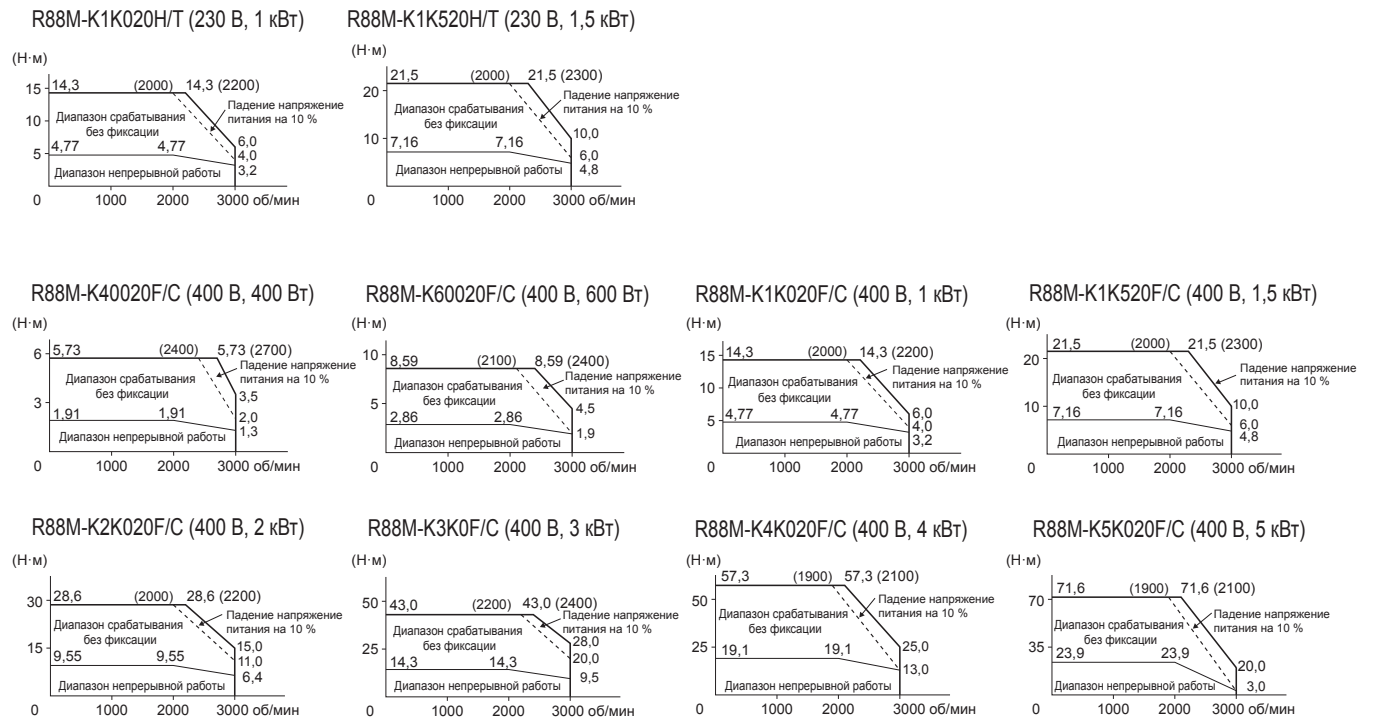 R88M-K1K020H/T (230 В, 1 кВт)
(Н·м)
15
10
5
0
14,3
(2000)
14,3 (2200)
Падение напряжение
питания на 10 %
Диапазон срабатывания
без фиксации
4,77
4,77
6,0
4,0
3,2
Диапазон непрерывной работы
1000
2000
3000 об/мин
R88M-K1K520H/T (230 В, 1,5 кВт)
(Н·м)
20
10
0
21,5
(2000)
21,5 (2300)
Падение напряжение
питания на 10 %
Диапазон срабатывания
без фиксации
7,16
7,16
10,0
6,0
4,8
Диапазон непрерывной работы
1000
2000
3000 об/мин
R88M-K40020F/C (400 В, 400 Вт)
(Н·м)
6
3
0
5,73
(2400)
5,73 (2700)
Падение напряжение
питания на 10 %
Диапазон срабатывания
без фиксации
1,91
1,91
3,5
2,0
1,3
Диапазон непрерывной работы
1000
2000
3000 об/мин
R88M-K60020F/C (400 В, 600 Вт)
(Н·м)
10
5
0
8,59
(2100)
8,59 (2400)
Падение напряжение
питания на 10 %
Диапазон срабатывания
без фиксации
2,86
2,86
4,5
1,9
Диапазон непрерывной работы
1000
2000
3000 об/мин
R88M-K1K020F/C (400 В, 1 кВт)
(Н·м)
15
10
5
0
14,3
(2000)
14,3 (2200)
Падение напряжение
питания на 10 %
Диапазон срабатывания
без фиксации
4,77
4,77
6,0
4,0
3,2
Диапазон непрерывной работы
1000
2000
3000 об/мин
R88M-K1K520F/C (400 В, 1,5 кВт)
(Н·м)
20
10
0
21,5
(2000)
21,5 (2300)
Падение напряжение
питания на 10 %
Диапазон срабатывания
без фиксации
7,16
7,16
10,0
6,0
4,8
Диапазон непрерывной работы
1000
2000
3000 об/мин
R88M-K2K020F/C (400 В, 2 кВт)
(Н·м)
30
15
0
28,6
(2000)
28,6 (2200)
Падение напряжение
питания на 10 %
Диапазон срабатывания
без фиксации
9,55
9,55
15,0
11,0
6,4
Диапазон непрерывной работы
1000
2000
3000 об/мин
R88M-K3K0F/C (400 В, 3 кВт)
(Н·м)
50
25
0
43,0
(2200)
43,0 (2400)
Падение напряжение
питания на 10 %
Диапазон срабатывания
без фиксации
14,3
14,3
28,0
20,0
9,5
Диапазон непрерывной работы
1000
2000
3000 об/мин
R88M-K4K020F/C (400 В, 4 кВт)
(Н·м)
50
25
0
57,3
(1900)
57,3 (2100)
Падение напряжение
питания на 10 %
Диапазон срабатывания
без фиксации
19,1
19,1
25,0
13,0
Диапазон непрерывной работы
1000
2000
3000 об/мин
R88M-K5K020F/C (400 В, 5 кВт)
(Н·м)
70
35
0
71,6
(1900)
71,6 (2100)
Падение напряжение
питания на 10 %
Диапазон срабатывания
без фиксации
23,9
23,9
20,0
3,0
Диапазон непрерывной работы
1000
2000
3000 об/мин